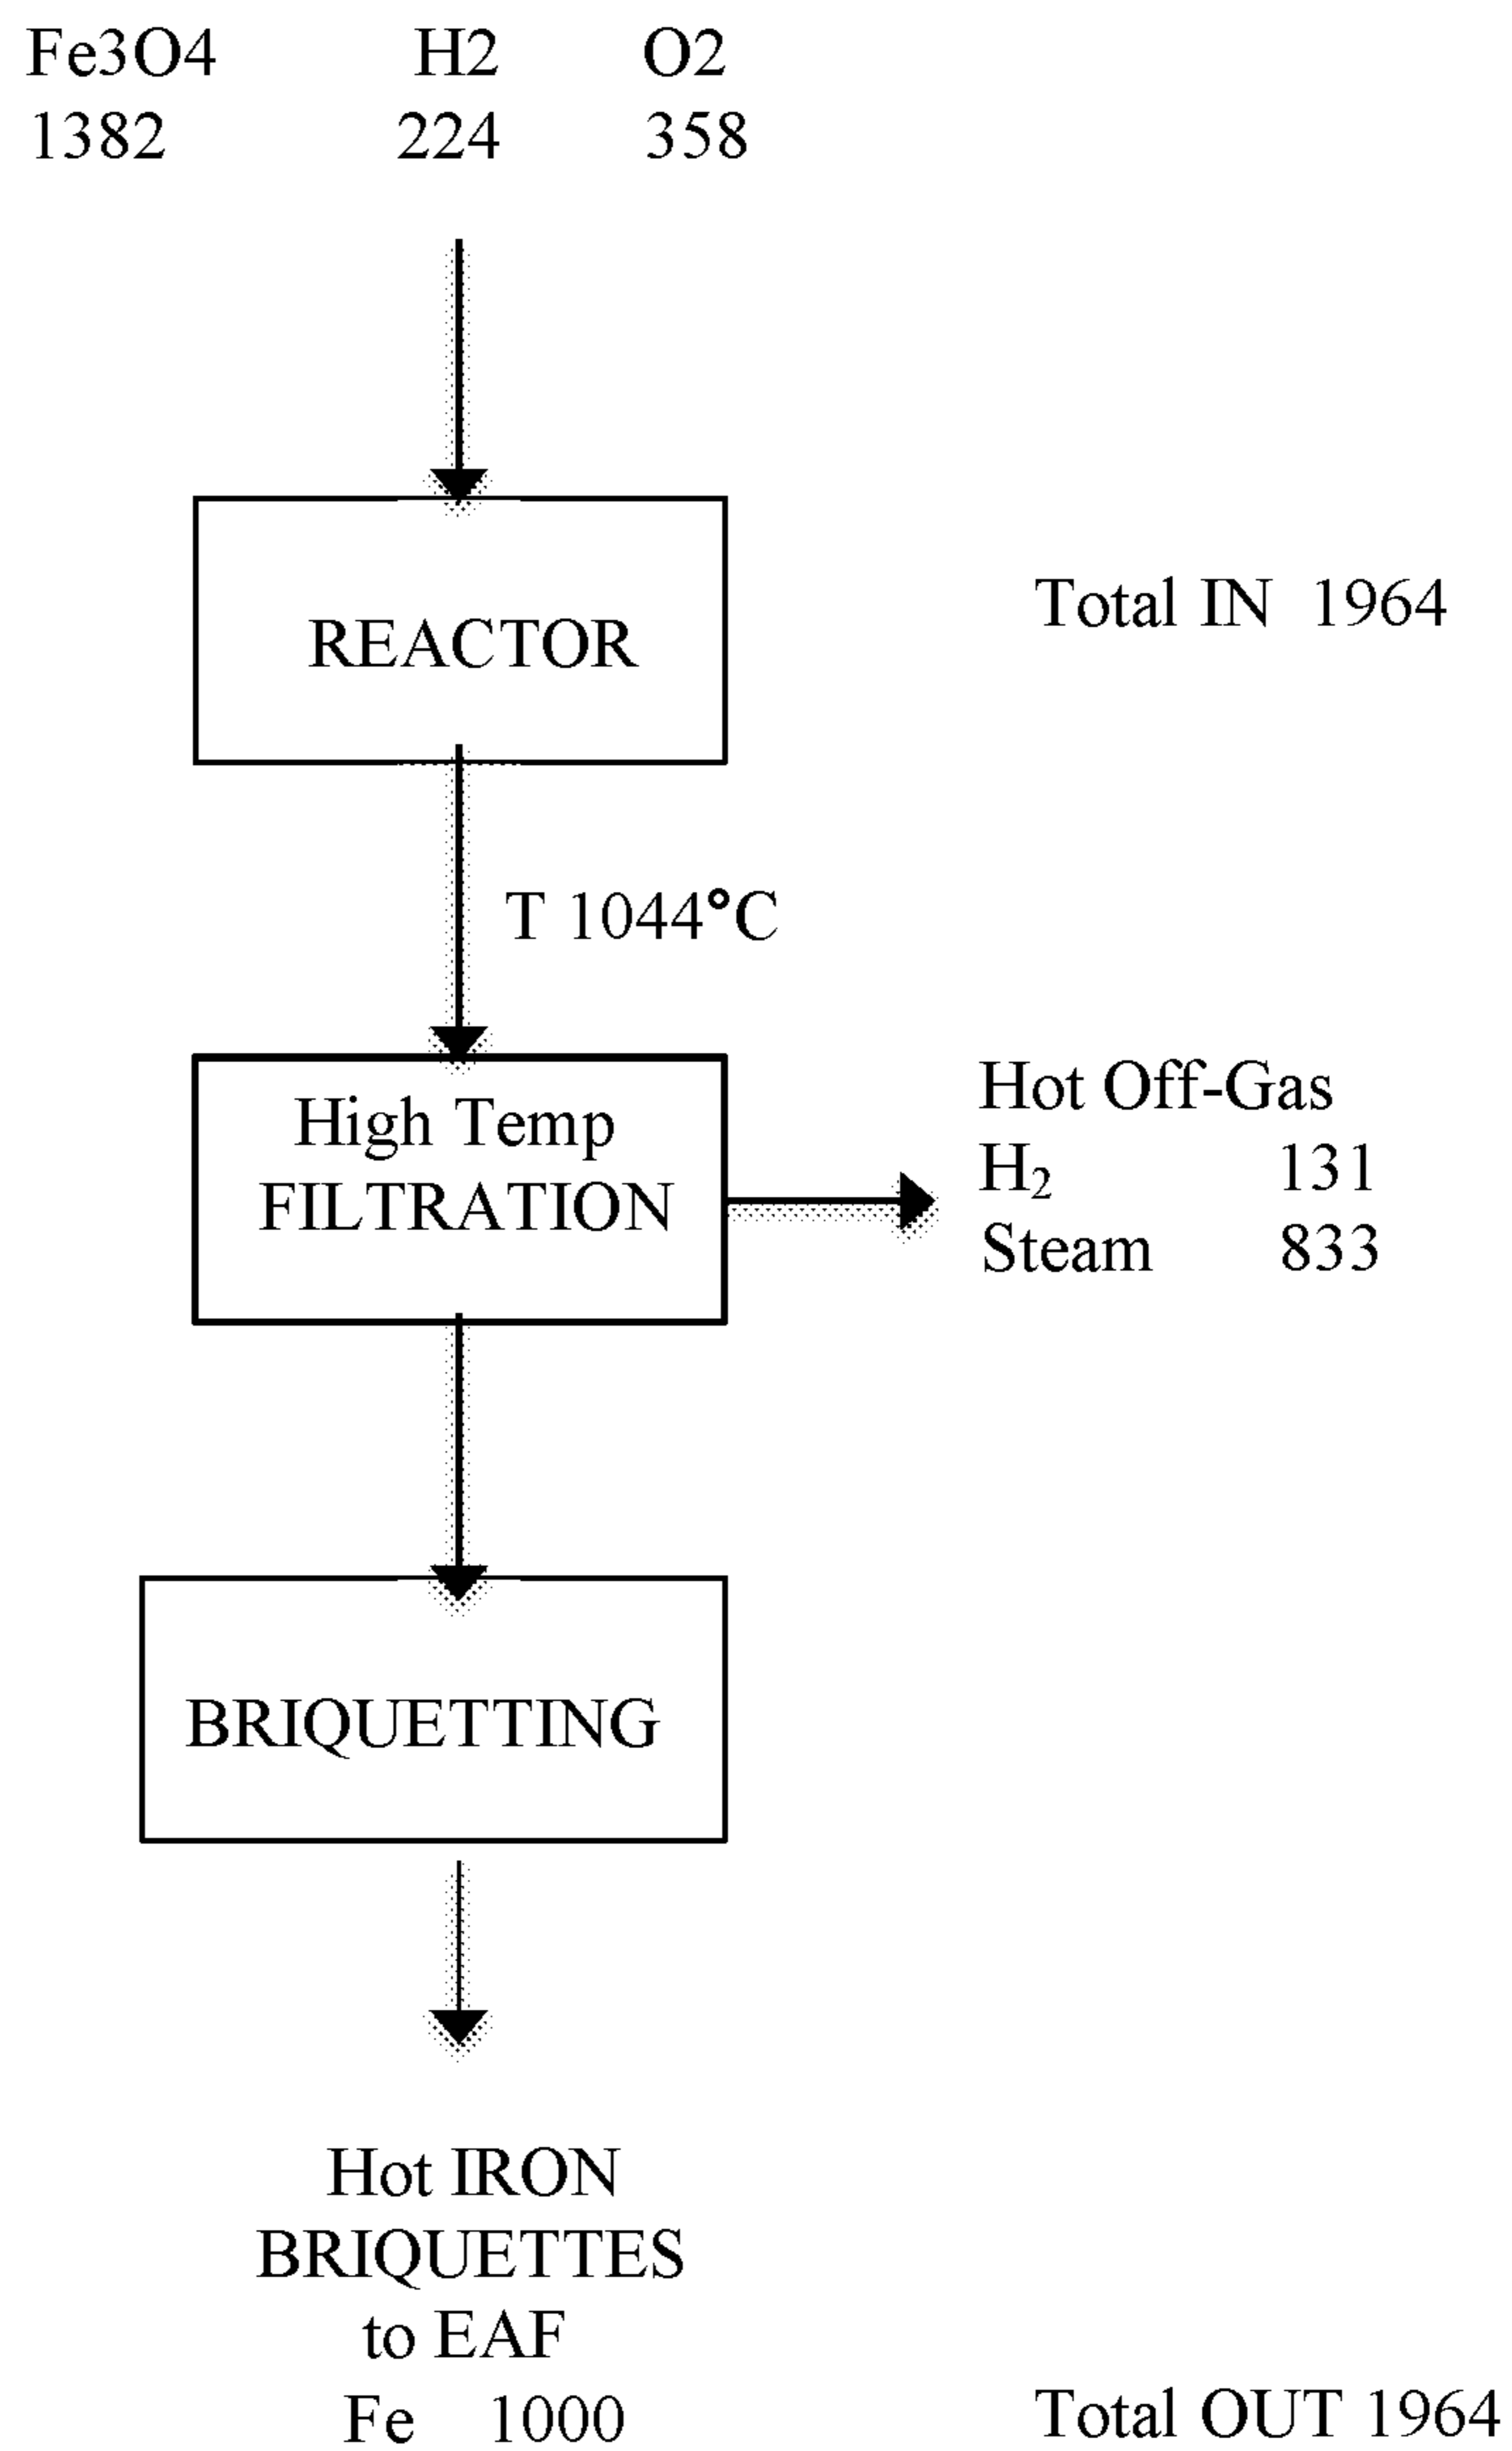 Fe3O4 H2 O2
1382 224 358
REACTOR
Total IN 1964
T 1044°C
High Temp
FILTRATION
Hot Off-Gas
H₂ 131
Steam 833
BRIQUETTING
Hot IRON
BRIQUETTES
to EAF
Fe 1000
Total OUT 1964